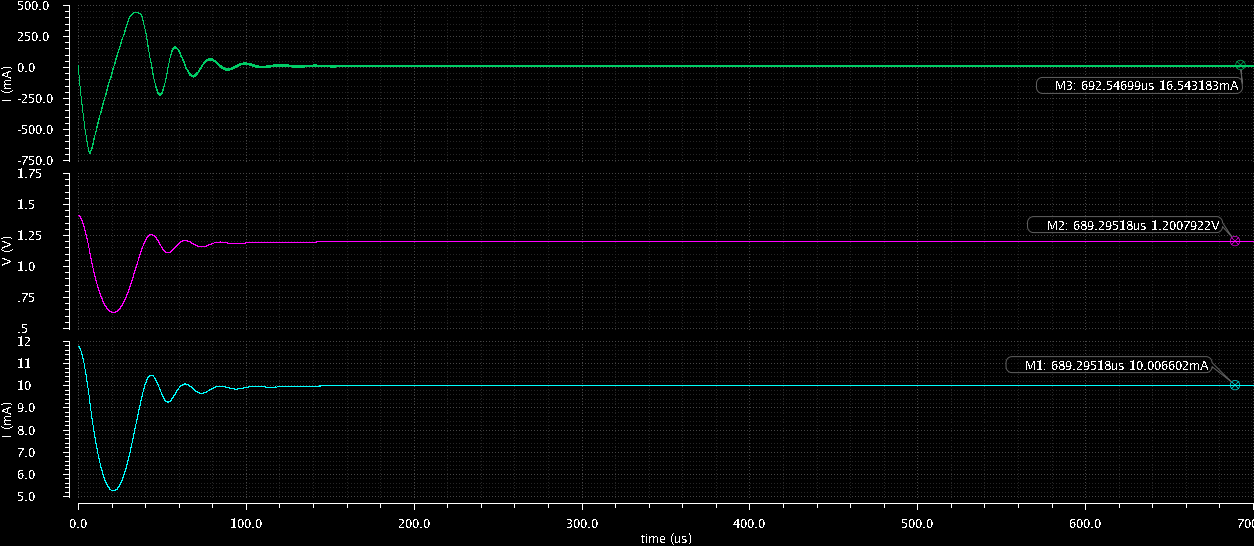 500.0
250.0
0.0
-250.0
-500.0
-750.0
I (mA)
M3: 692.54699us 16.543183mA
1.75
1.5
1.25
1.0
.75
.5
V (V)
M2: 689.29518us 1.2007922V
12
11
10
9.0
8.0
7.0
6.0
5.0
I (mA)
M1: 689.29518us 10.006602mA
0.0 100.0 200.0 300.0 400.0 500.0 600.0 700
time (us)